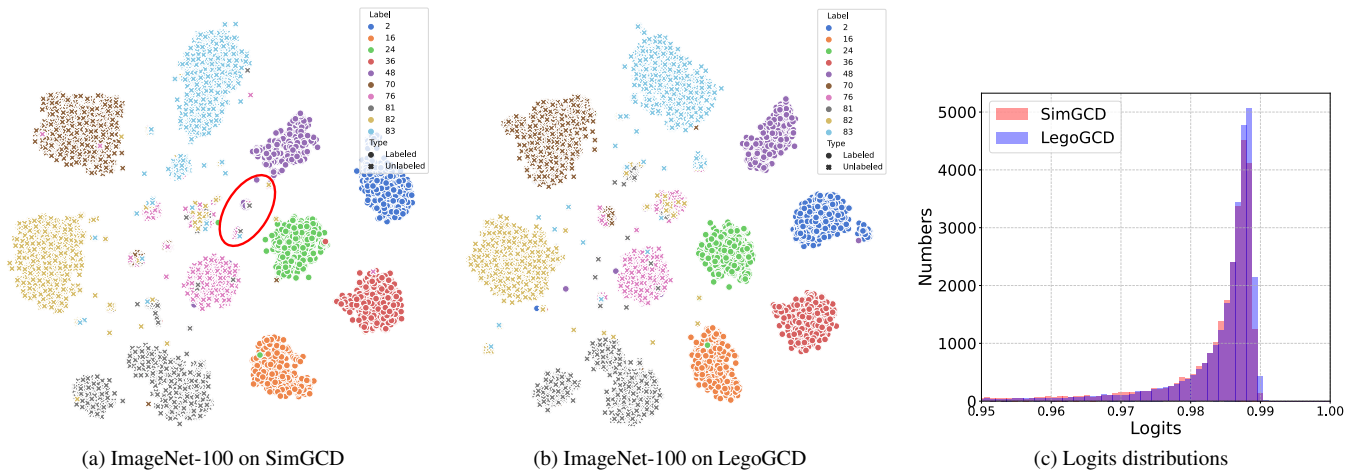 Label
2
16
24
36
48
70
76
81
82
83
Type
Labeled
Unlabeled
(a) ImageNet-100 on SimGCD
Label
2
16
24
36
48
70
76
81
82
83
Type
Labeled
Unlabeled
(b) ImageNet-100 on LegoGCD
SimGCD
LegoGCD
Numbers
5000
4000
3000
2000
1000
0
0.95 0.96 0.97 0.98 0.99 1.00
Logits
(c) Logits distributions